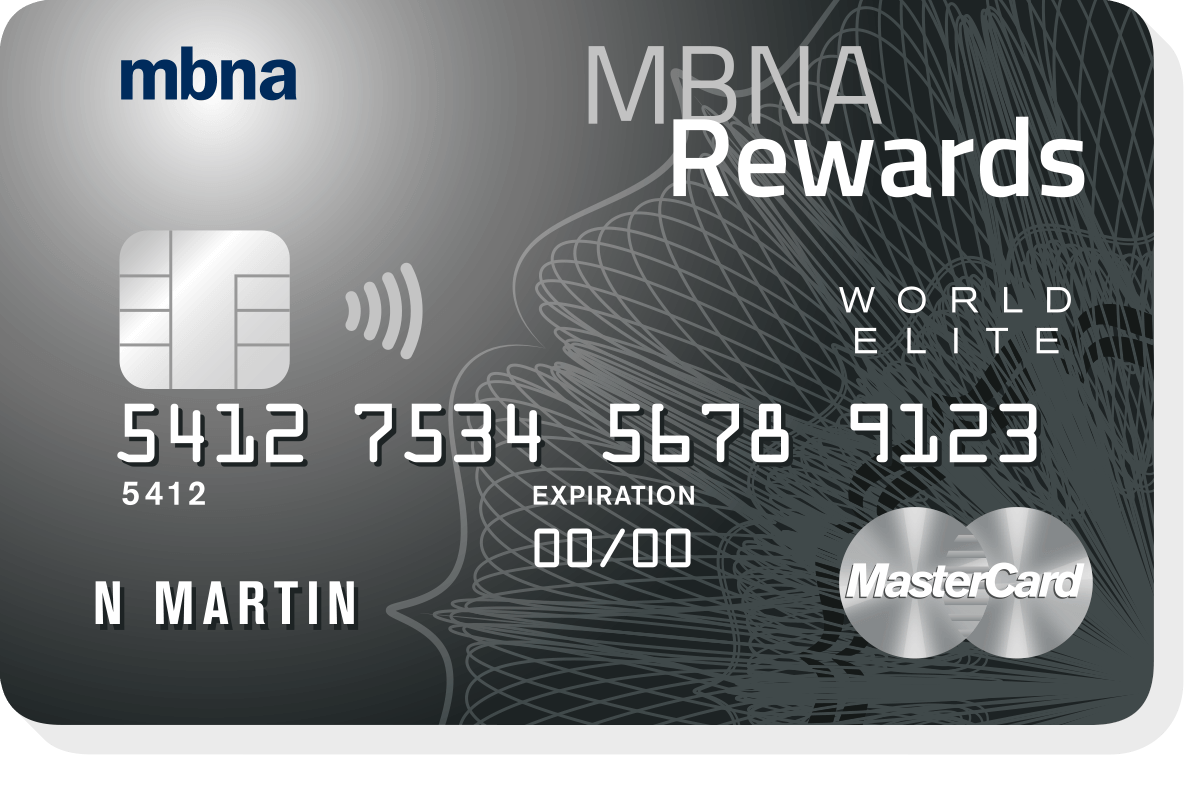 mbna
MBNA
Rewards
WORLD
ELITE
5412 7534 5678 9123
5412
EXPIRATION
00/00
N MARTIN
MasterCard